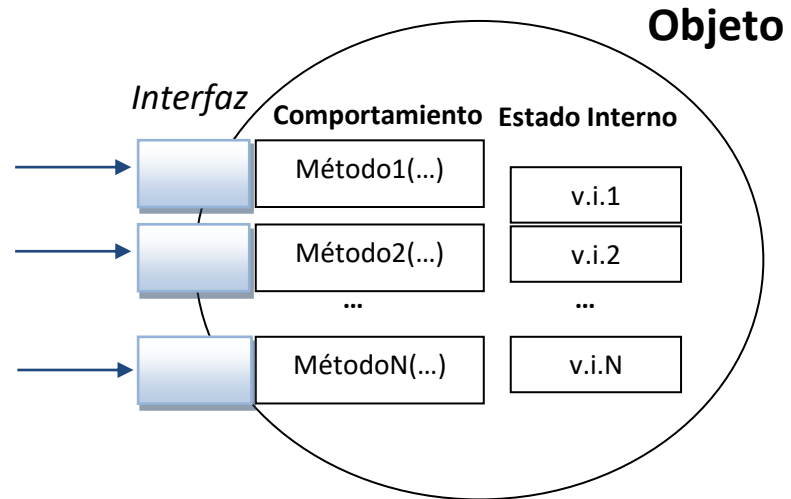 Objeto
Interfaz
Comportamiento Estado Interno
Método1(…) v.i.1
Método2(…) v.i.2
… …
MétodoN(…) v.i.N